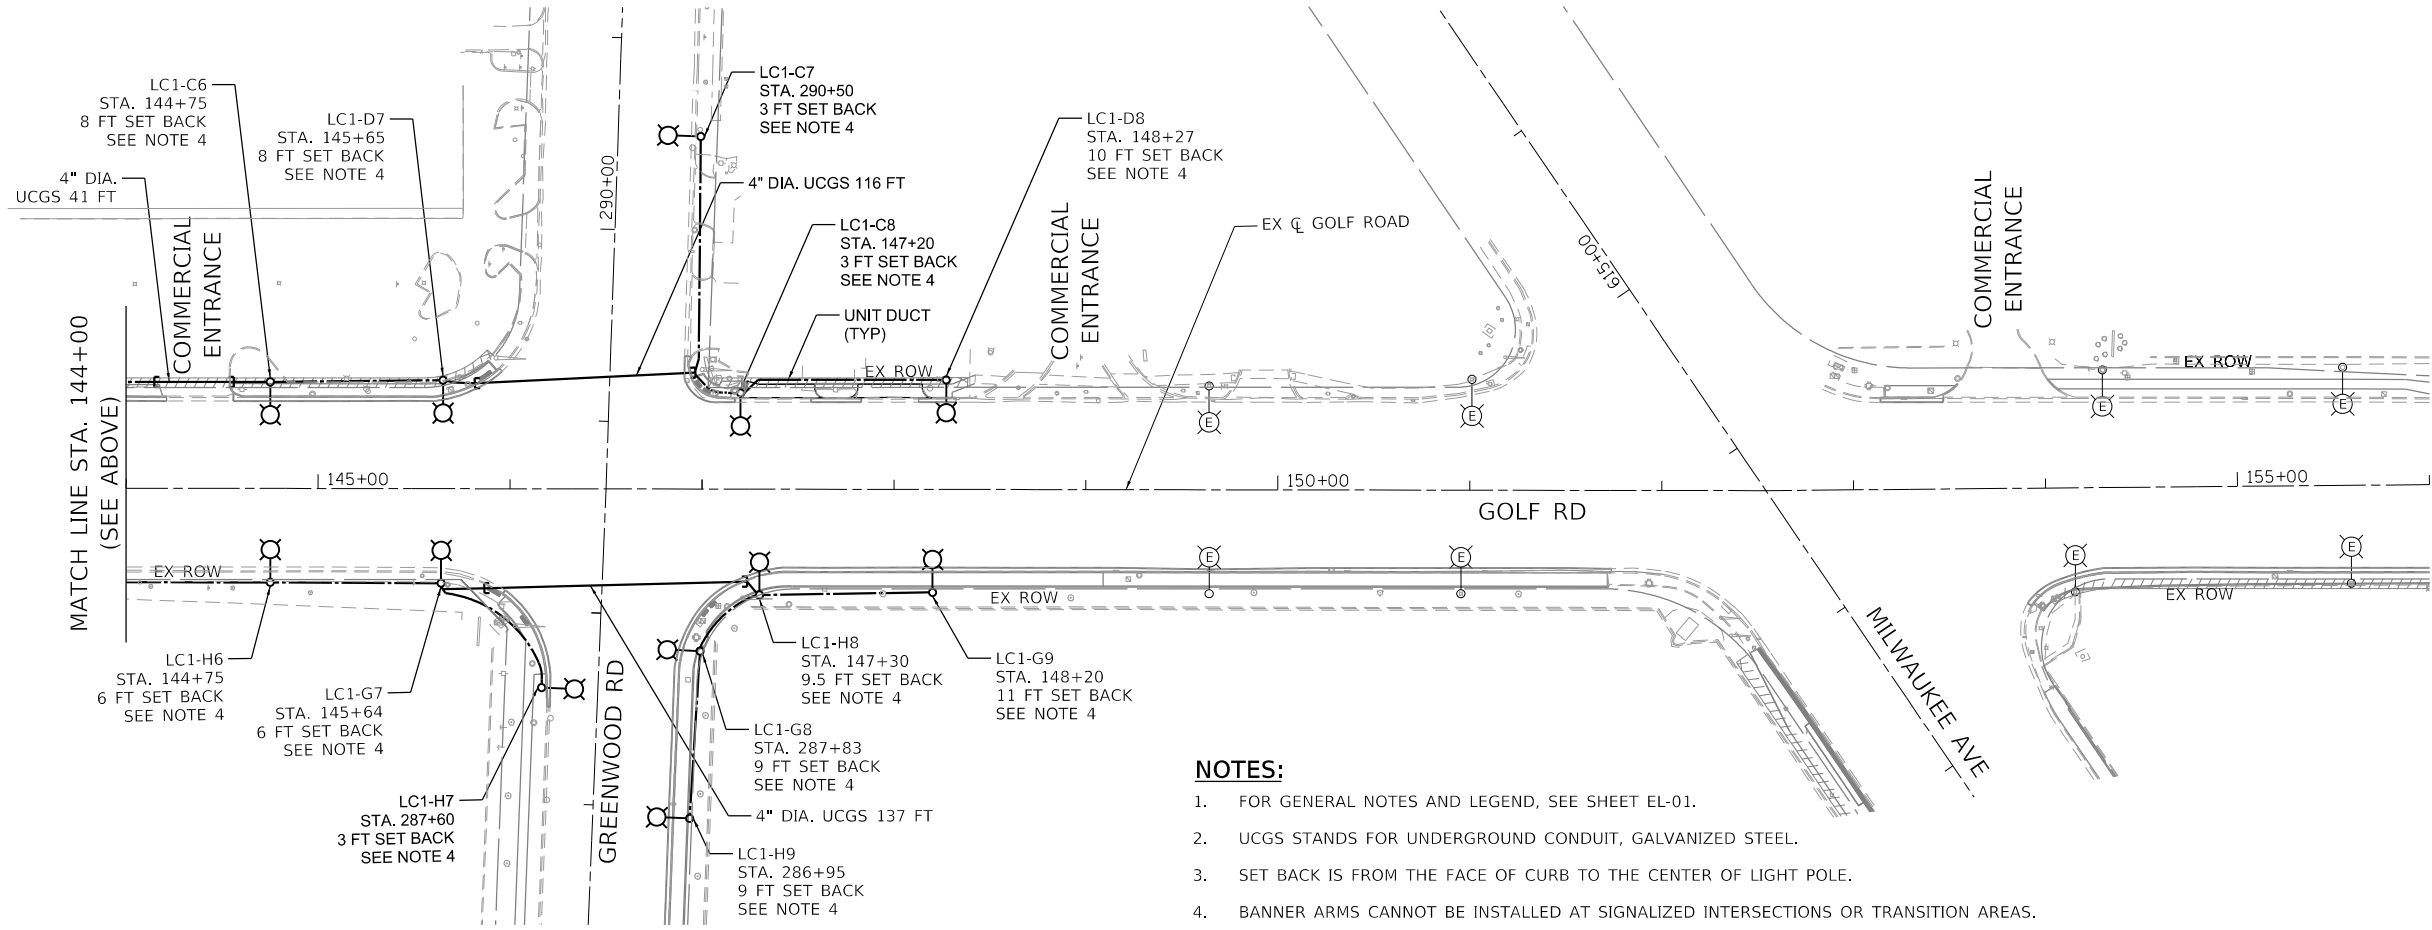 LC1-C6
STA. 144+75
8 FT SET BACK
SEE NOTE 4
LC1-D7
STA. 145+65
8 FT SET BACK
SEE NOTE 4
4" DIA.
UCGS 41 FT
COMMERCIAL
ENTRANCE
290+00
LC1-C7
STA. 290+50
3 FT SET BACK
SEE NOTE 4
4" DIA. UCGS 116 FT
LC1-C8
STA. 147+20
3 FT SET BACK
SEE NOTE 4
UNIT DUCT
(TYP)
EX ROW
LC1-D8
STA. 148+27
10 FT SET BACK
SEE NOTE 4
COMMERCIAL
ENTRANCE
EX ℄ GOLF ROAD
615+00
COMMERCIAL
ENTRANCE
EX ROW
E
E
E
E
MATCH LINE STA. 144+00
(SEE ABOVE)
145+00
150+00
155+00
GOLF RD
EX ROW
EX ROW
EX ROW
E
E
E
E
LC1-H6
STA. 144+75
6 FT SET BACK
SEE NOTE 4
LC1-G7
STA. 145+64
6 FT SET BACK
SEE NOTE 4
LC1-H7
STA. 287+60
3 FT SET BACK
SEE NOTE 4
GREENWOOD RD
LC1-H8
STA. 147+30
9.5 FT SET BACK
SEE NOTE 4
LC1-G9
STA. 148+20
11 FT SET BACK
SEE NOTE 4
LC1-G8
STA. 287+83
9 FT SET BACK
SEE NOTE 4
4" DIA. UCGS 137 FT
LC1-H9
STA. 286+95
9 FT SET BACK
SEE NOTE 4
MILWAUKEE AVE
NOTES:
1. FOR GENERAL NOTES AND LEGEND, SEE SHEET EL-01.
2. UCGS STANDS FOR UNDERGROUND CONDUIT, GALVANIZED STEEL.
3. SET BACK IS FROM THE FACE OF CURB TO THE CENTER OF LIGHT POLE.
4. BANNER ARMS CANNOT BE INSTALLED AT SIGNALIZED INTERSECTIONS OR TRANSITION AREAS.